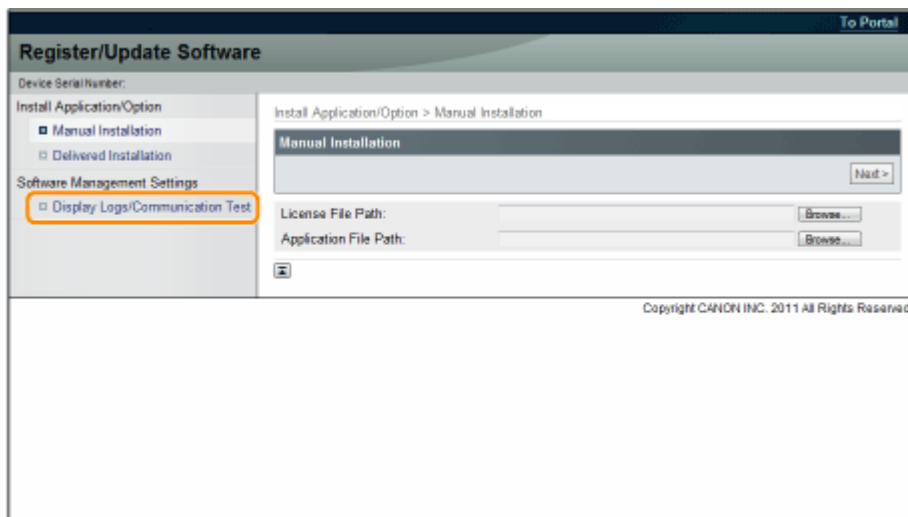 To Portal
Register/Update Software
Device Serial Number:
Install Application/Option
Manual Installation
Delivered Installation
Software Management Settings
Display Logs/Communication Test
Install Application/Option > Manual Installation
Manual Installation
Next >
License File Path: Browse...
Application File Path: Browse...
Copyright CANON INC. 2011 All Rights Reserved